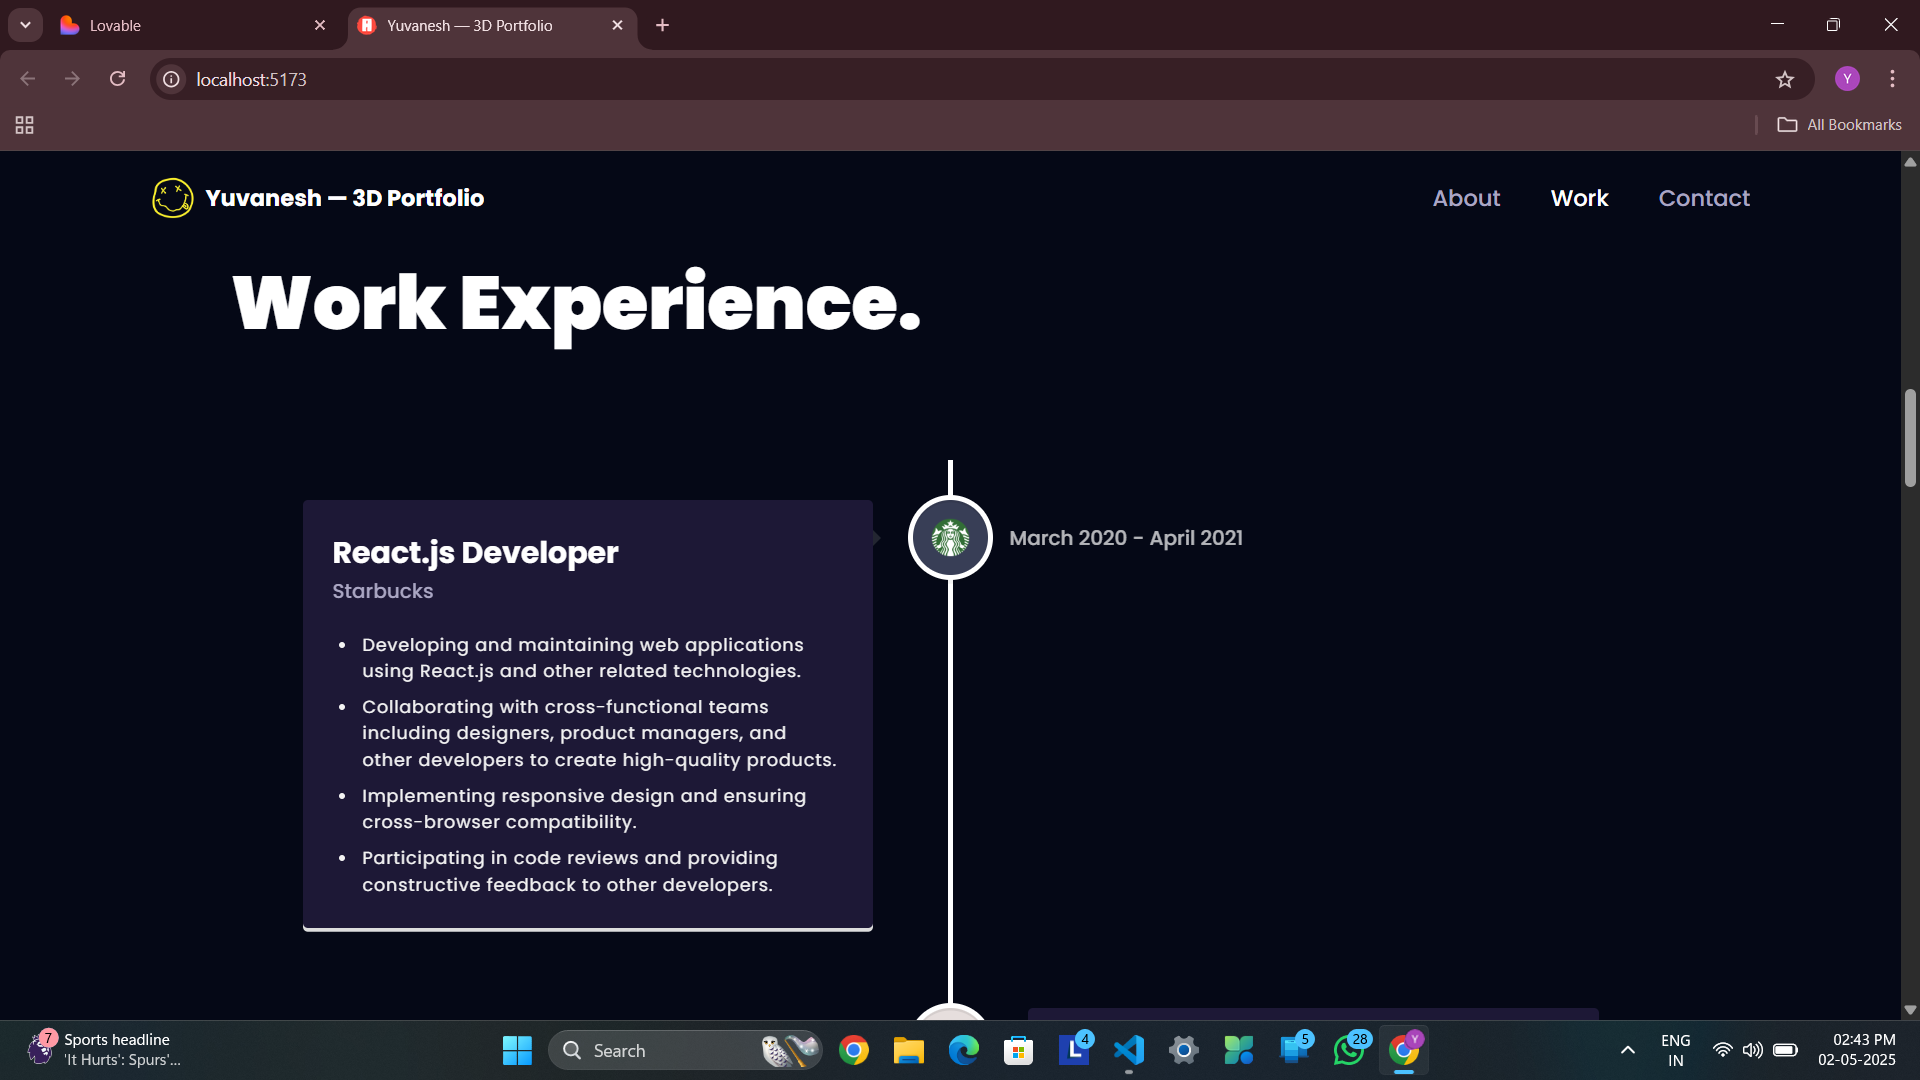 Lovable
Yuvanesh — 3D Portfolio
localhost:5173
Y
All Bookmarks
Yuvanesh — 3D Portfolio
About
Work
Contact
Work Experience.
March 2020 - April 2021
React.js Developer
Starbucks
• Developing and maintaining web applications
using React.js and other related technologies.
• Collaborating with cross-functional teams
including designers, product managers, and
other developers to create high-quality products.
• Implementing responsive design and ensuring
cross-browser compatibility.
• Participating in code reviews and providing
constructive feedback to other developers.
7
Sports headline
'It Hurts': Spurs'...
Search
L
4
5
28
Y
ENG
IN
02:43 PM
02-05-2025